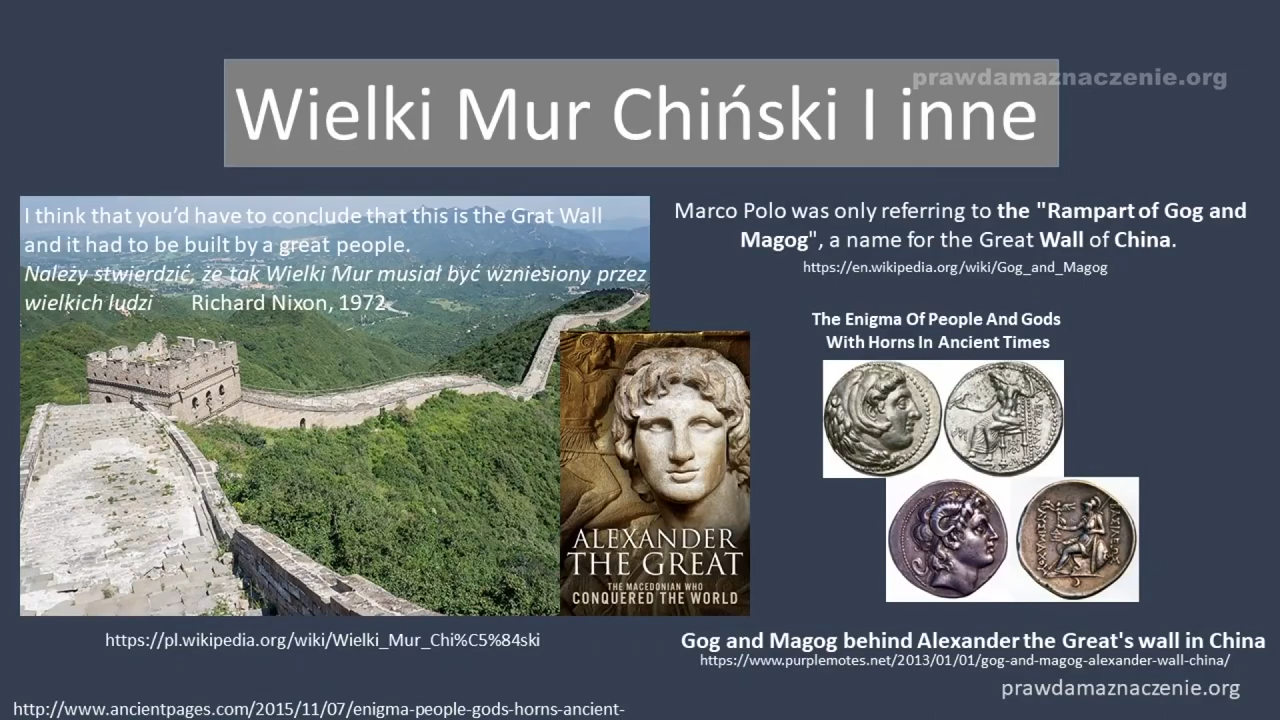 prawdamaznaczenie.org
Wielki Mur Chiński I inne
I think that you’d have to conclude that this is the Grat Wall
and it had to be built by a great people.
Należy stwierdzić, że tak Wielki Mur musiał być wzniesiony przez
wielkich ludzi Richard Nixon, 1972
Marco Polo was only referring to the "Rampart of Gog and
Magog", a name for the Great Wall of China.
https://en.wikipedia.org/wiki/Gog_and_Magog
The Enigma Of People And Gods
With Horns In Ancient Times
ALEXANDER
THE GREAT
THE MACEDONIAN WHO
CONQUERED THE WORLD
https://pl.wikipedia.org/wiki/Wielki_Mur_Chi%C5%84ski
Gog and Magog behind Alexander the Great's wall in China
https://www.purplemotes.net/2013/01/01/gog-and-magog-alexander-wall-china/
prawdamaznaczenie.org
http://www.ancientpages.com/2015/11/07/enigma-people-gods-horns-ancient-